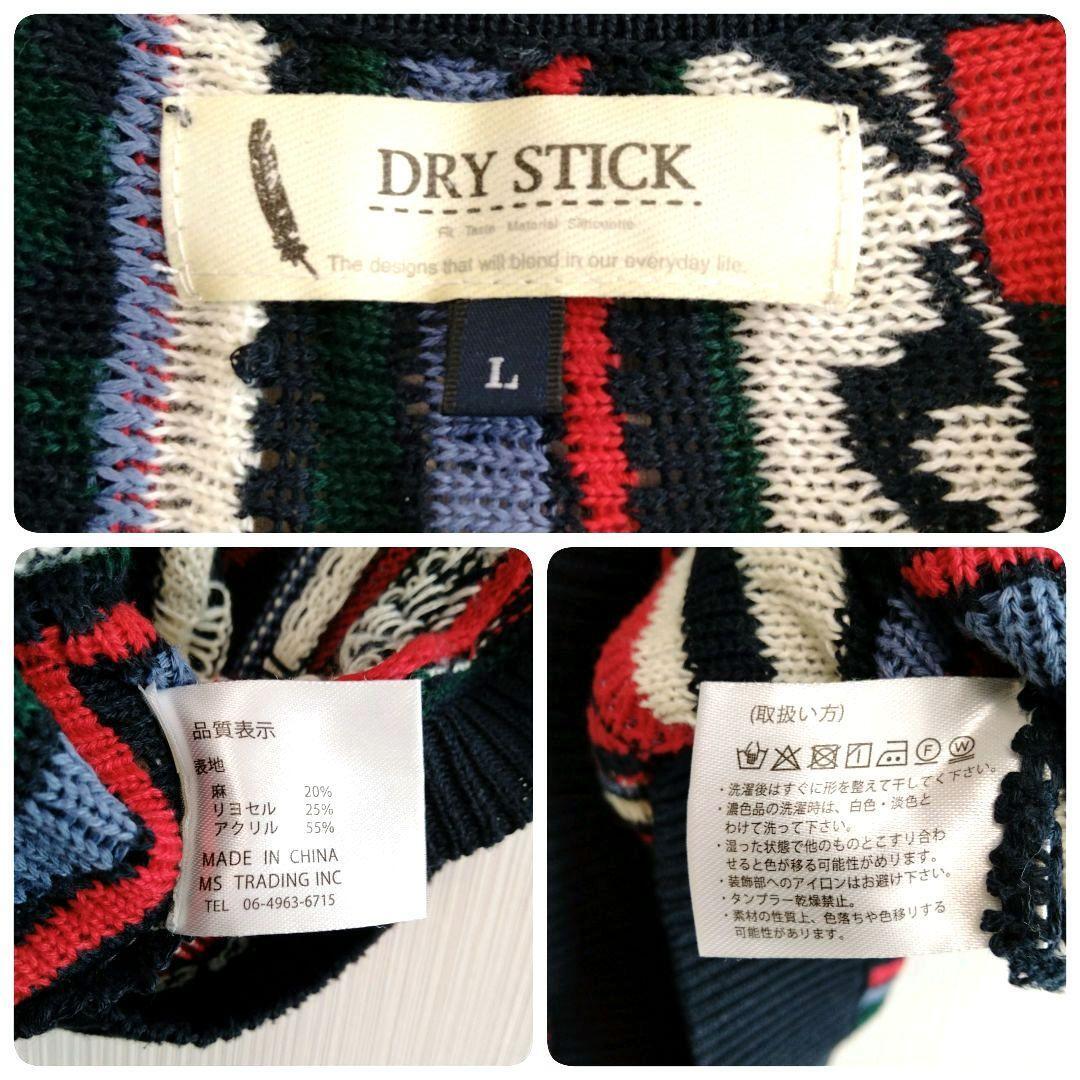 DRY STICK
Fit Taste Material Silhouette
The designs that will blend in our everyday life.
L
品質表示
表地
麻 20%
リヨセル 25%
アクリル 55%
MADE IN CHINA
MS TRADING INC
TEL 06-4963-6715
(取扱い方)
F W
・洗濯後はすぐに形を整えて干してく下さい。
・濃色品の洗濯時は、白色・淡色と
わけて洗って下さい。
・湿った状態で他のものとこすり合わ
せると色が移る可能性がめります。
・装飾部へのアイロンはお避け下さい。
・タンブラー乾燥禁止。
・素材の性質上、色落ちや色移りする
可能性があります。